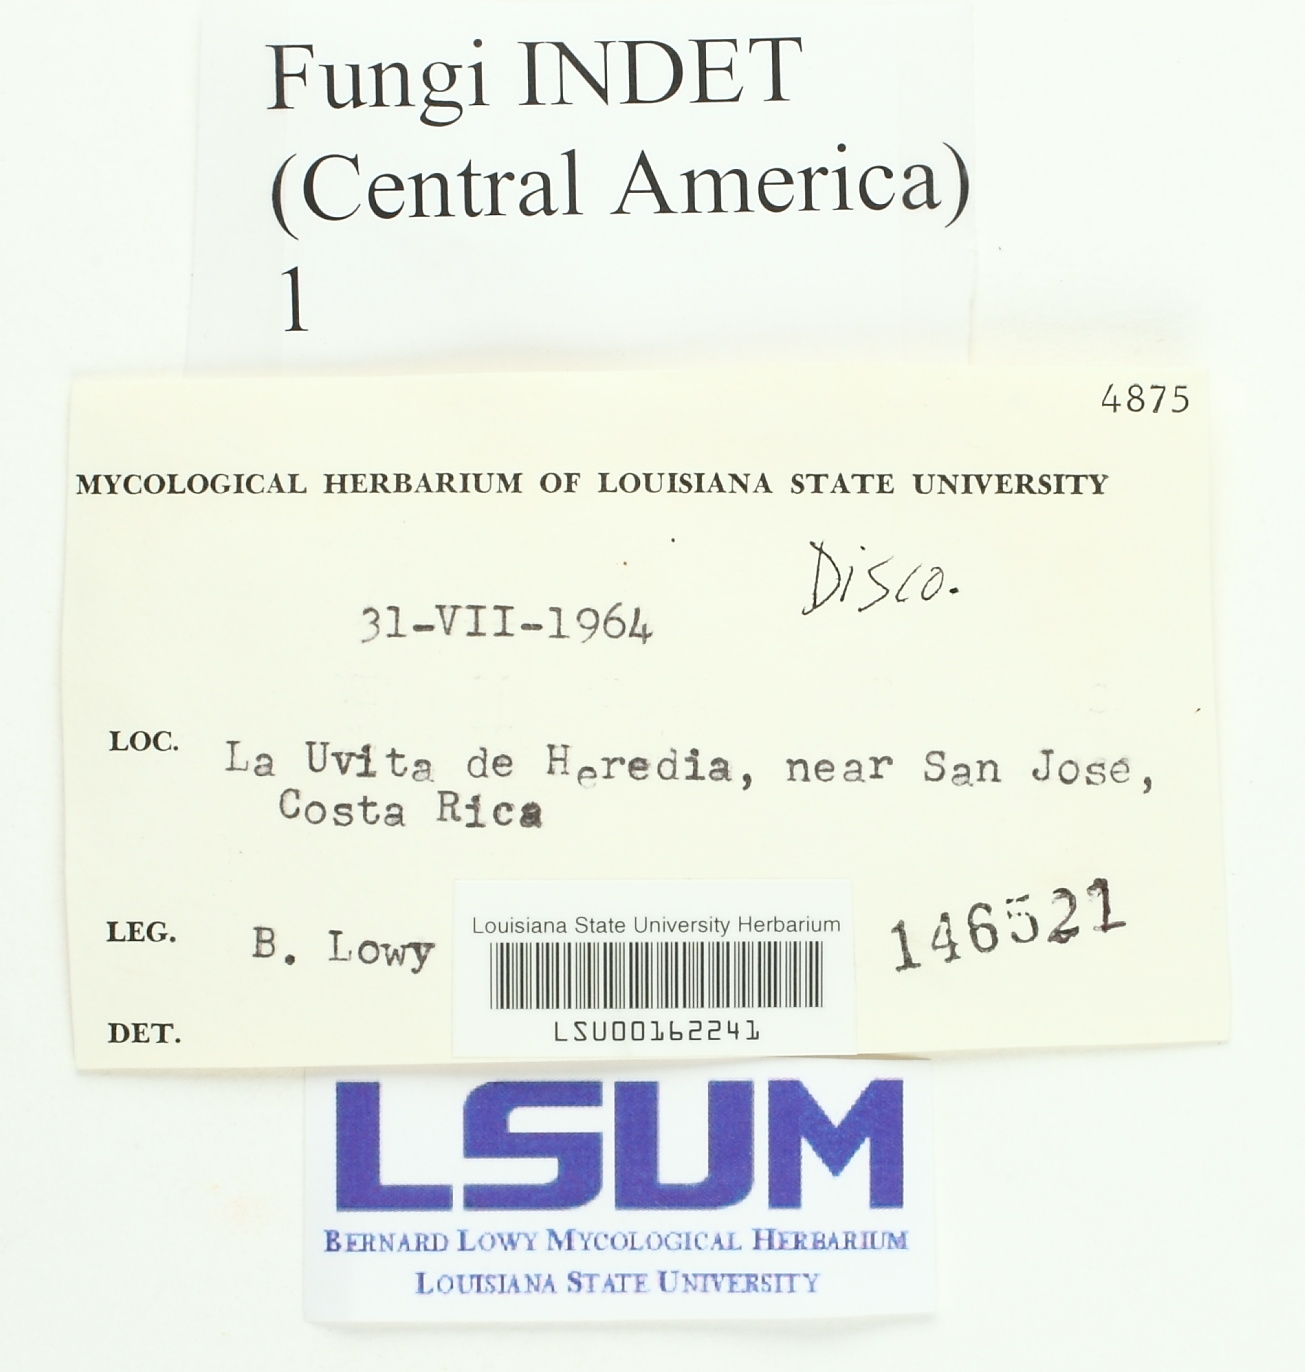 Fungi INDET
(Central America)
1
4875
MYCOLOGICAL HERBARIUM OF LOUISIANA STATE UNIVERSITY
Disco.
31-VII-1964
LOC. La Uvita de Heredia, near San José,
Costa Rica
LEG. B. Lowy
Louisiana State University Herbarium
LSU00162241
146521
DET.
LSUM
BERNARD LOWY MYCOLOGICAL HERBARIUM
LOUISIANA STATE UNIVERSITY